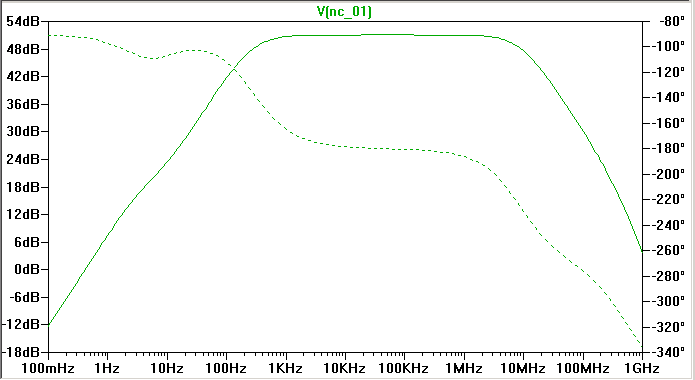 V(nc_01)
54dB -80°
48dB -100°
42dB -120°
36dB -140°
30dB -160°
24dB -180°
18dB -200°
12dB -220°
6dB -240°
0dB -260°
-6dB -280°
-12dB -300°
-18dB -320°
-340°
100mHz 1Hz 10Hz 100Hz 1KHz 10KHz 100KHz 1MHz 10MHz 100MHz 1GHz